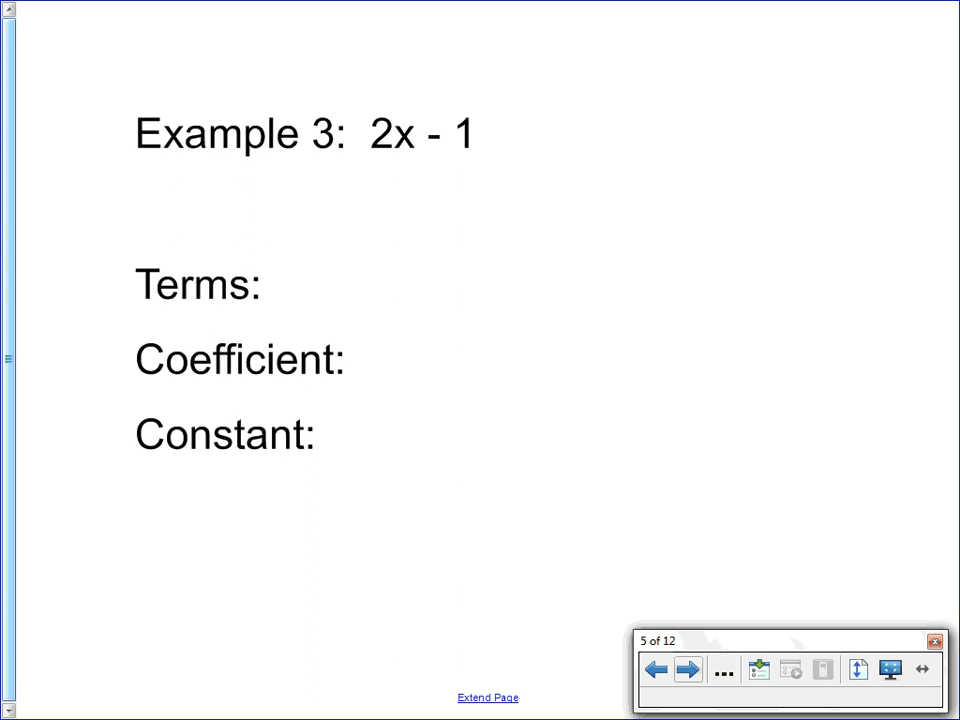 Example 3:  2x - 1
Terms:
Coefficient:
Constant:
5 of 12
...
Extend Page